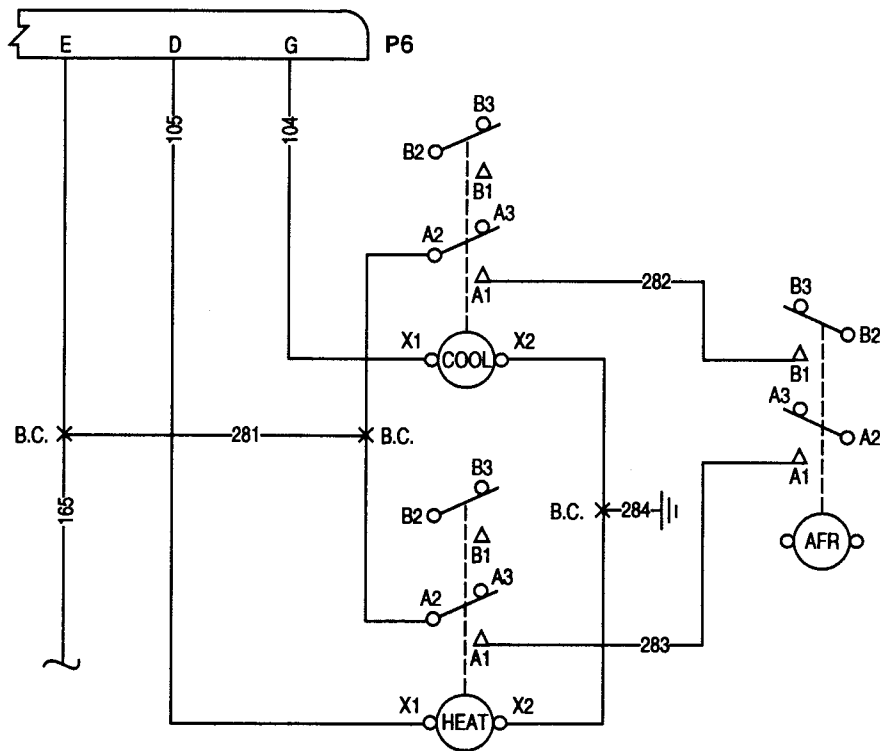 E D G P6
105
104
B3
B2
B1
A3
A2
A1
282
B3
B2
B1
X1 COOL X2
A3
A2
A1
B.C. 281 B.C.
165
B3
B2
B1
B.C. 284
AFR
A3
A2
A1
283
X1 HEAT X2